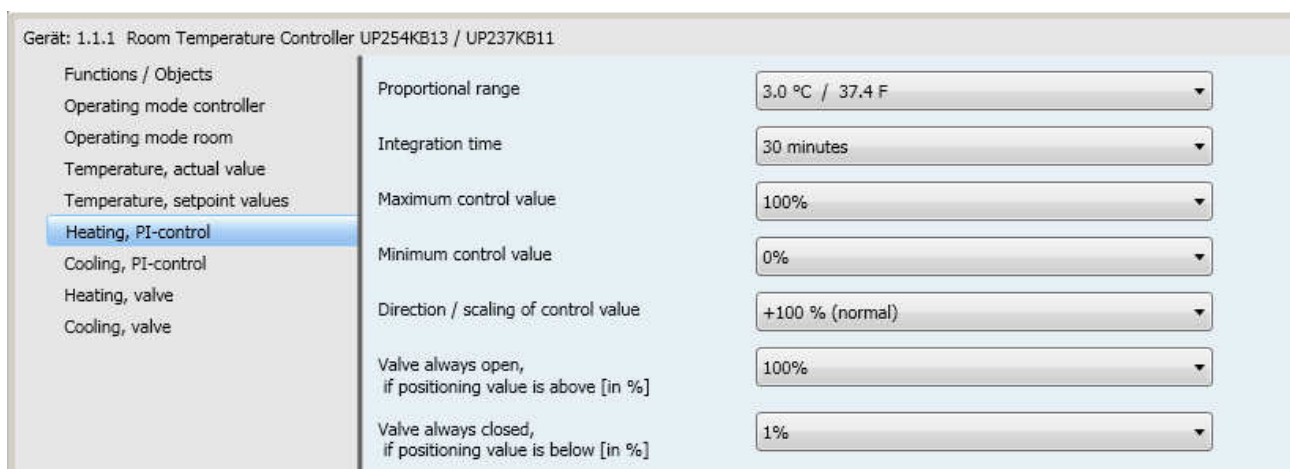 Gerät: 1.1.1 Room Temperature Controller UP254KB13 / UP237KB11
Functions / Objects
Operating mode controller
Operating mode room
Temperature, actual value
Temperature, setpoint values
Heating, PI-control
Cooling, PI-control
Heating, valve
Cooling, valve
Proportional range
3.0 °C / 37.4 F
Integration time
30 minutes
Maximum control value
100%
Minimum control value
0%
Direction / scaling of control value
+100 % (normal)
Valve always open,
if positioning value is above [in %]
100%
Valve always closed,
if positioning value is below [in %]
1%